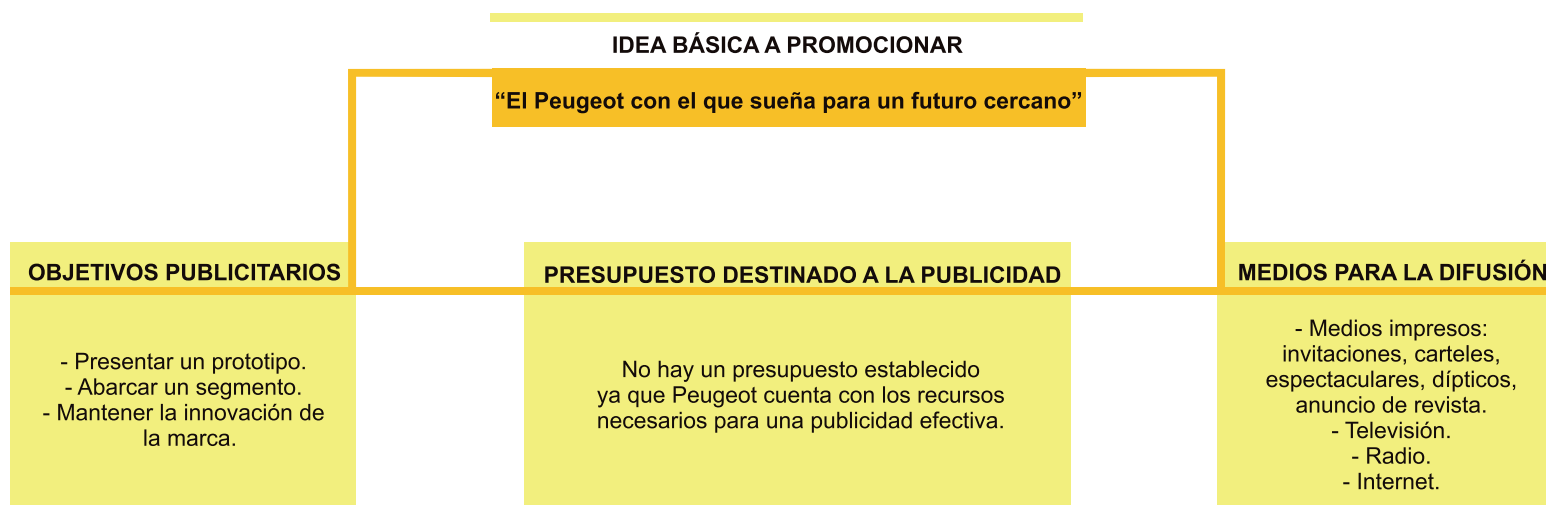 IDEA BÁSICA A PROMOCIONAR
“El Peugeot con el que sueña para un futuro cercano”
OBJETIVOS PUBLICITARIOS
- Presentar un prototipo.
- Abarcar un segmento.
- Mantener la innovación de
la marca.
PRESUPUESTO DESTINADO A LA PUBLICIDAD
No hay un presupuesto establecido
ya que Peugeot cuenta con los recursos
necesarios para una publicidad efectiva.
MEDIOS PARA LA DIFUSIÓN
- Medios impresos:
invitaciones, carteles,
espectaculares, dípticos,
anuncio de revista.
- Televisión.
- Radio.
- Internet.